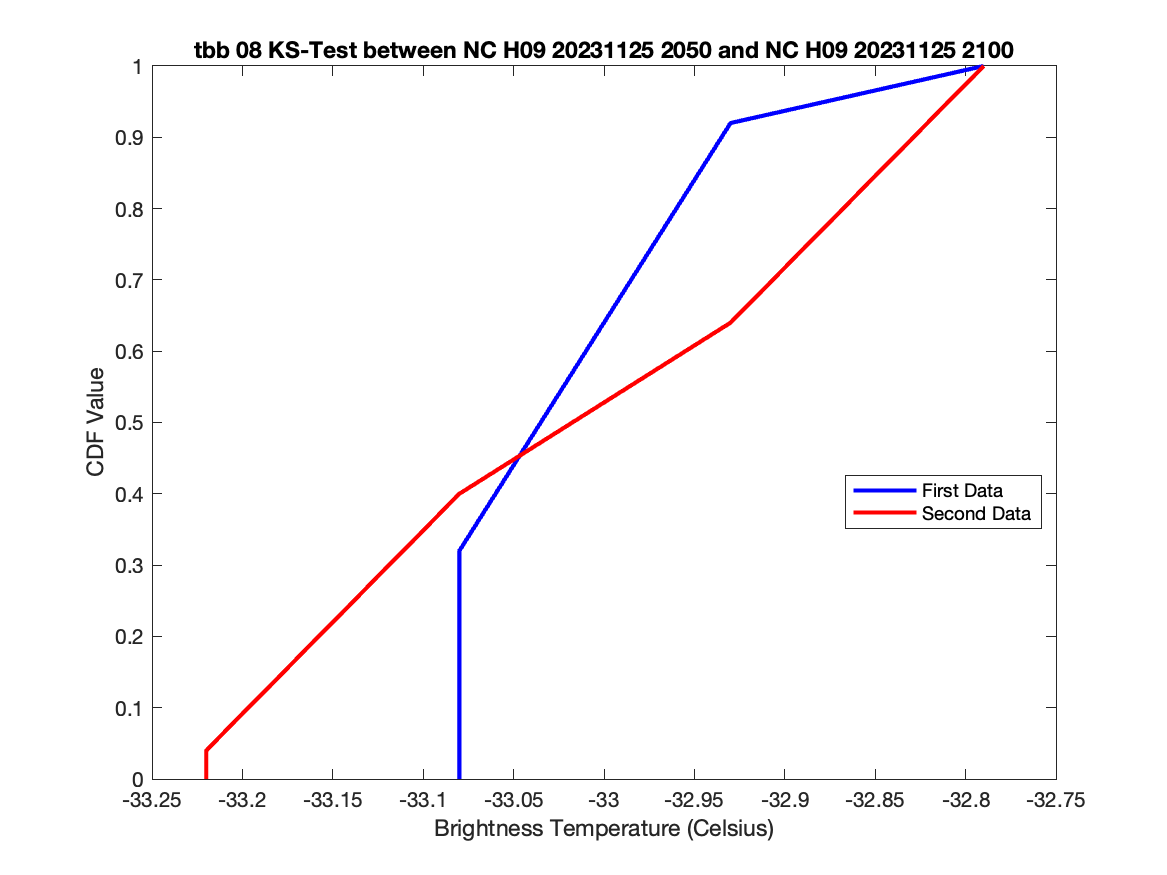 tbb 08 KS-Test between NC H09 20231125 2050 and NC H09 20231125 2100
1
0.9
0.8
0.7
0.6
0.5
0.4
0.3
0.2
0.1
0
CDF Value
First Data
Second Data
-33.25 -33.2 -33.15 -33.1 -33.05 -33 -32.95 -32.9 -32.85 -32.8 -32.75
Brightness Temperature (Celsius)